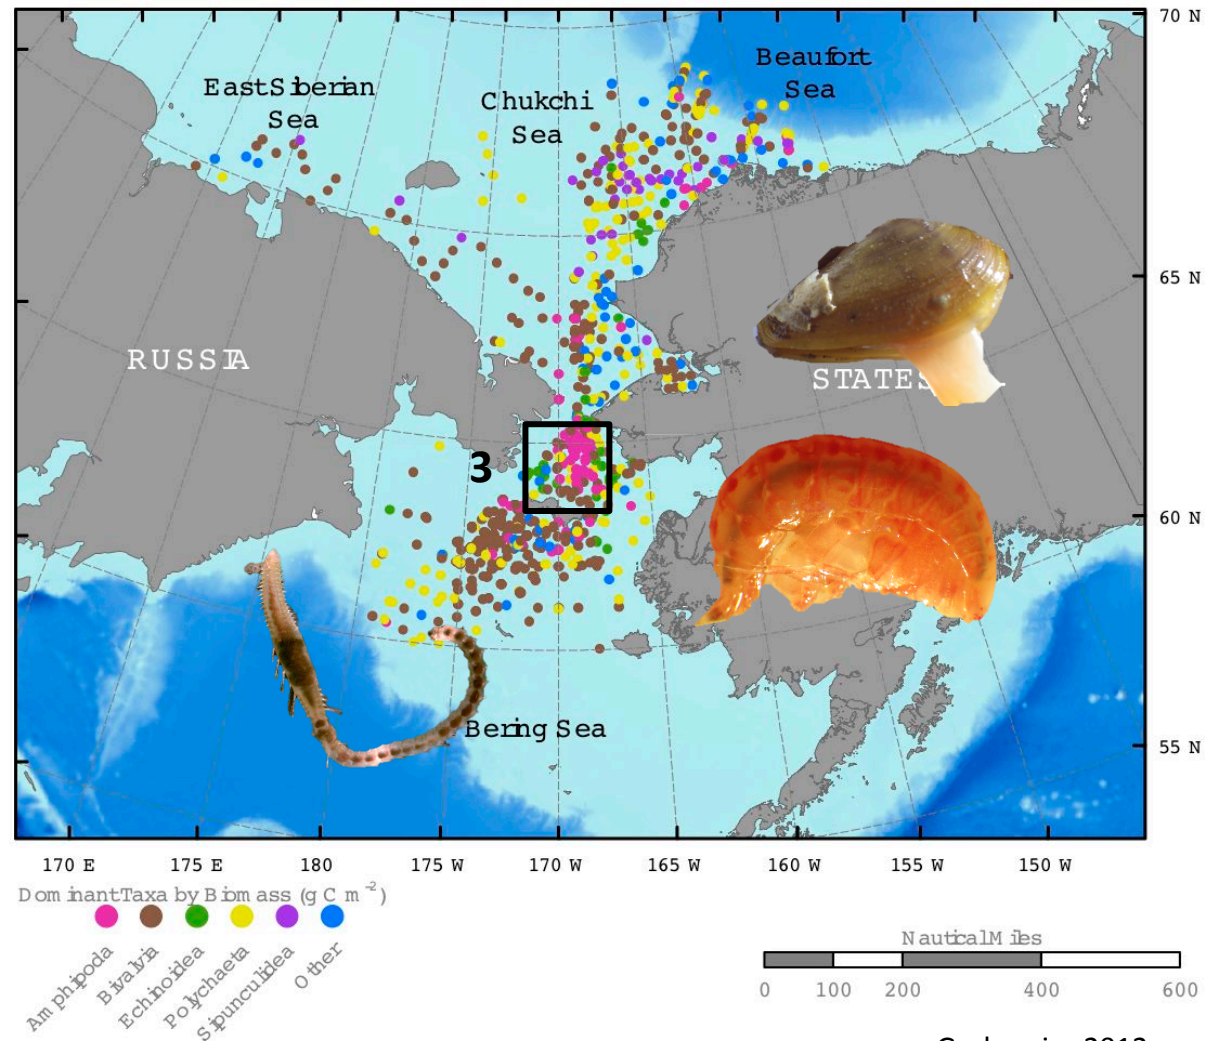 70 N
Beaufort
Sea
East Siberian
Sea
Chukchi
Sea
65 N
RUSSIA
STATES
3
60 N
Bering Sea
55 N
170 E 175 E 180 175 W 170 W 165 W 160 W 155 W 150 W
Dominant Taxa by Biomass (g C m-2)
Amphipoda
Bivalvia
Echinoidea
Polychaeta
Sipunculidea
Other
Nautical Miles
0 100 200 400 600